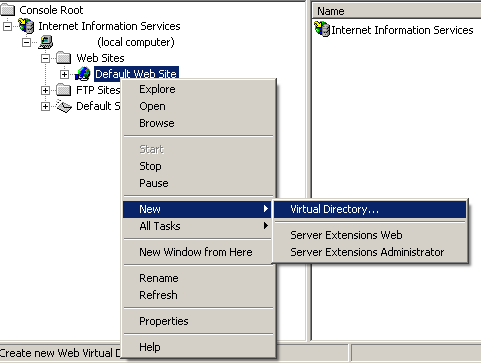 Console Root
Name
Internet Information Services
Internet Information Services
(local computer)
Web Sites
Default Web Site
FTP Sites
Default S
Explore
Open
Browse
Start
Stop
Pause
New
All Tasks
New Window from Here
Rename
Refresh
Properties
Help
Virtual Directory...
Server Extensions Web
Server Extensions Administrator
Create new Web Virtual D